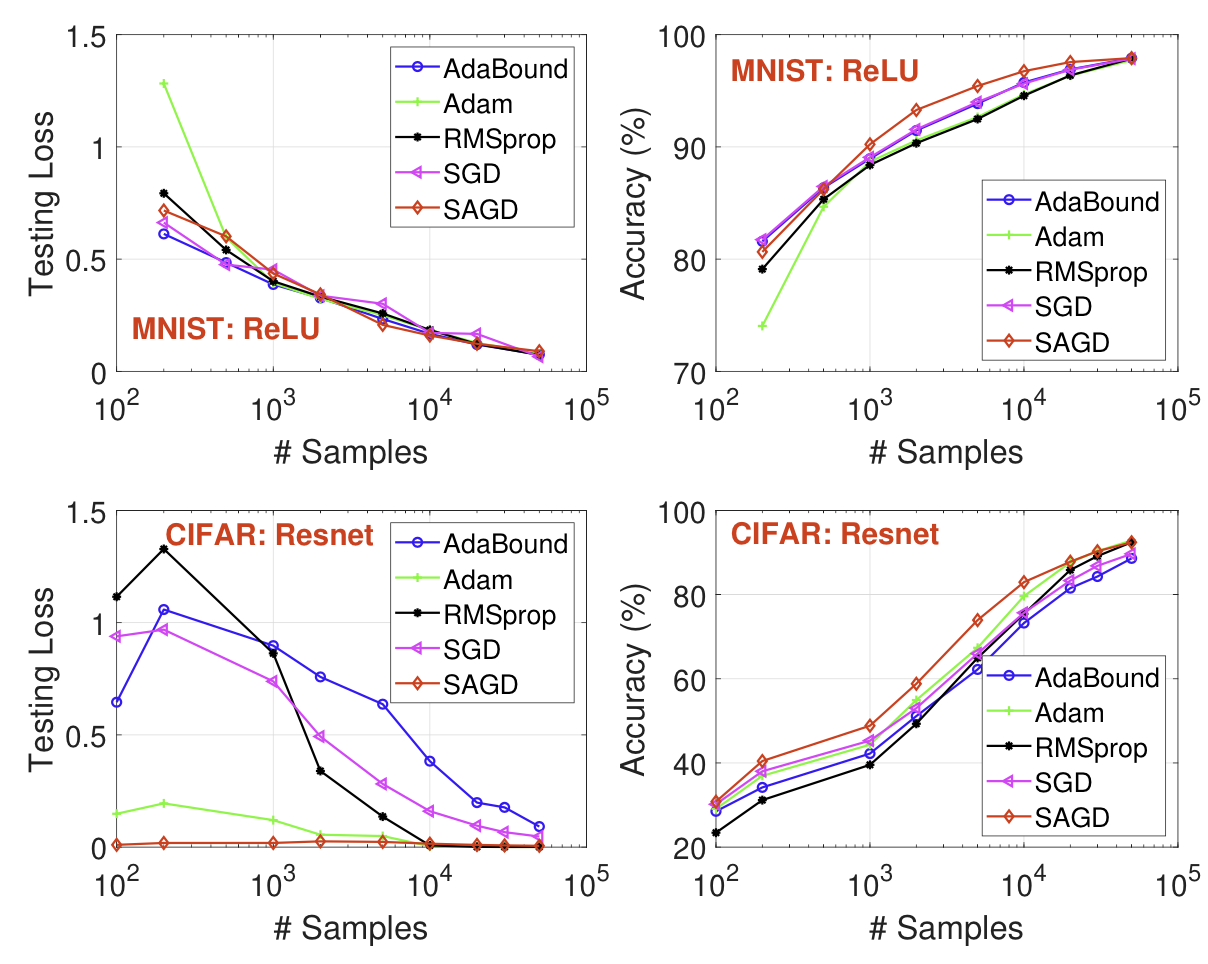 1.5
1
0.5
0
Testing Loss
MNIST: ReLU
AdaBound
Adam
RMSprop
SGD
SAGD
10^2
10^3
10^4
10^5
# Samples
100
90
80
70
Accuracy (%)
MNIST: ReLU
AdaBound
Adam
RMSprop
SGD
SAGD
10^2
10^3
10^4
10^5
# Samples
1.5
1
0.5
0
Testing Loss
CIFAR: Resnet
AdaBound
Adam
RMSprop
SGD
SAGD
10^2
10^3
10^4
10^5
# Samples
100
80
60
40
20
Accuracy (%)
CIFAR: Resnet
AdaBound
Adam
RMSprop
SGD
SAGD
10^2
10^3
10^4
10^5
# Samples